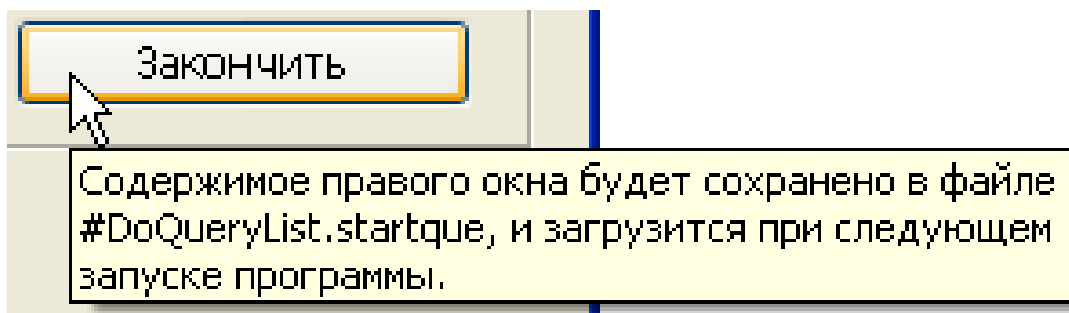 Закончить
Содержимое правого окна будет сохранено в файле
#DoQueryList.startque, и загрузится при следующем
запуске программы.